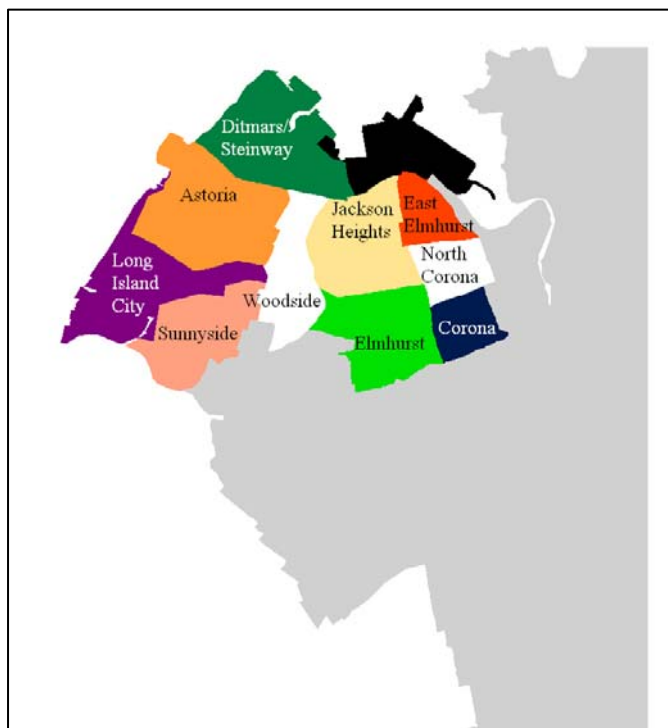 Ditmars/
Steinway
Astoria
Jackson
Heights
East
Elmhurst
North
Corona
Long
Island
City
Woodside
Sunnyside
Elmhurst
Corona